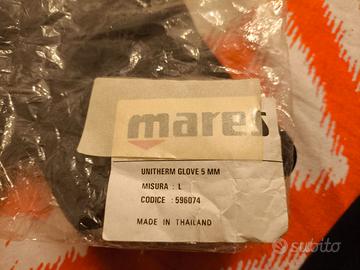 mares
UNITHERM GLOVE 5 MM
MISURA : L
CODICE : 596074
MADE IN THAILAND
subito